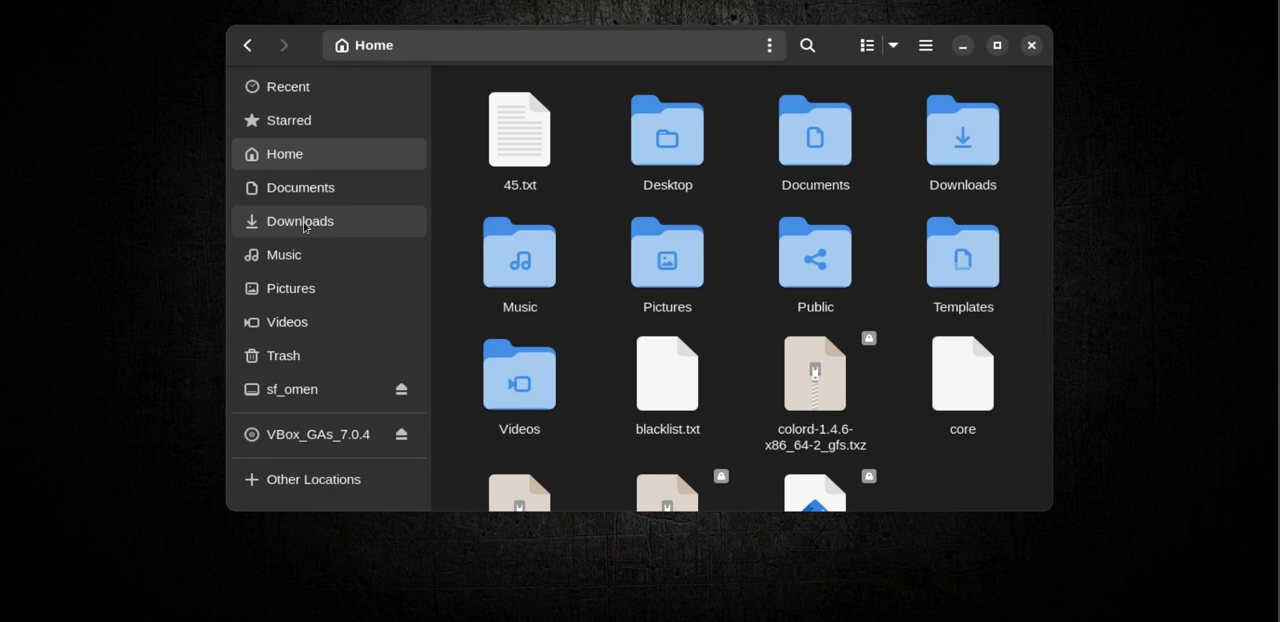 Home
Recent
Starred
Home
Documents
Downloads
Music
Pictures
Videos
Trash
sf_omen
VBox_GAs_7.0.4
Other Locations
45.txt
Desktop
Documents
Downloads
Music
Pictures
Public
Templates
Videos
blacklist.txt
colord-1.4.6-
x86_64-2_gfs.txz
core